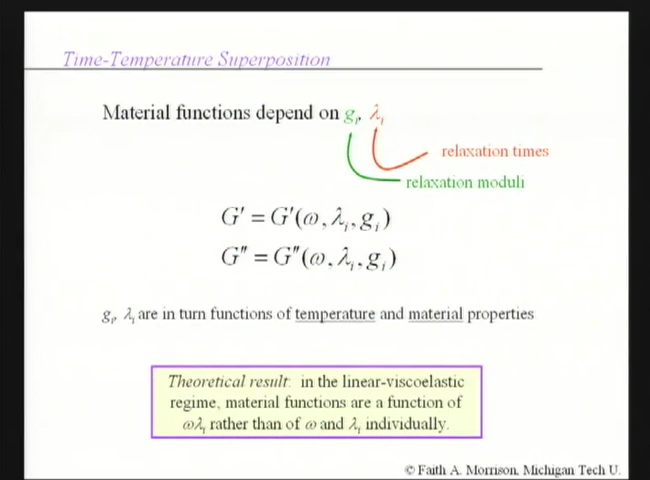 Time-Temperature Superposition
Material functions depend on gᵢ, λᵢ
relaxation times
relaxation moduli
G′ = G′(ω, λᵢ, gᵢ)
G″ = G″(ω, λᵢ, gᵢ)
gᵢ, λᵢ are in turn functions of temperature and material properties
Theoretical result: in the linear-viscoelastic
regime, material functions are a function of
ωλᵢ rather than of ω and λᵢ individually.
© Faith A. Morrison, Michigan Tech U.